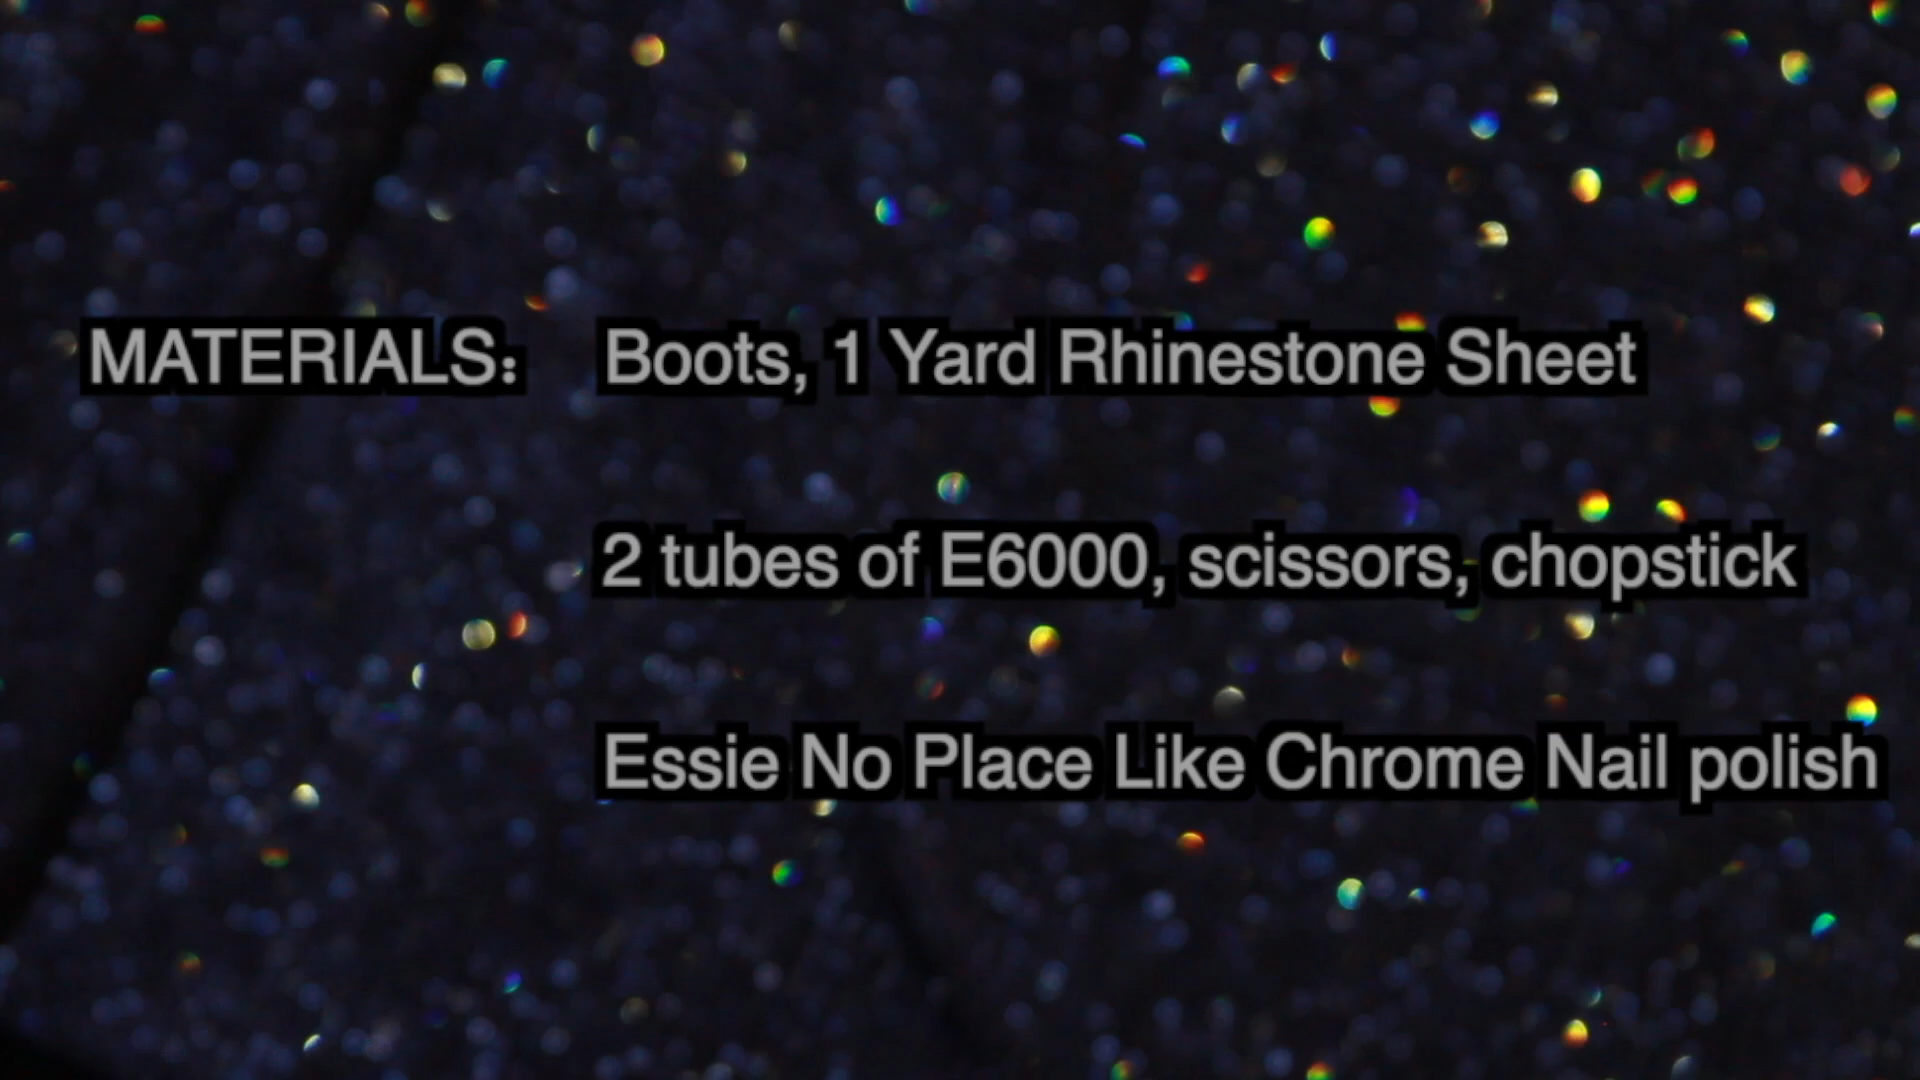 MATERIALS: Boots, 1 Yard Rhinestone Sheet
2 tubes of E6000, scissors, chopstick
Essie No Place Like Chrome Nail polish